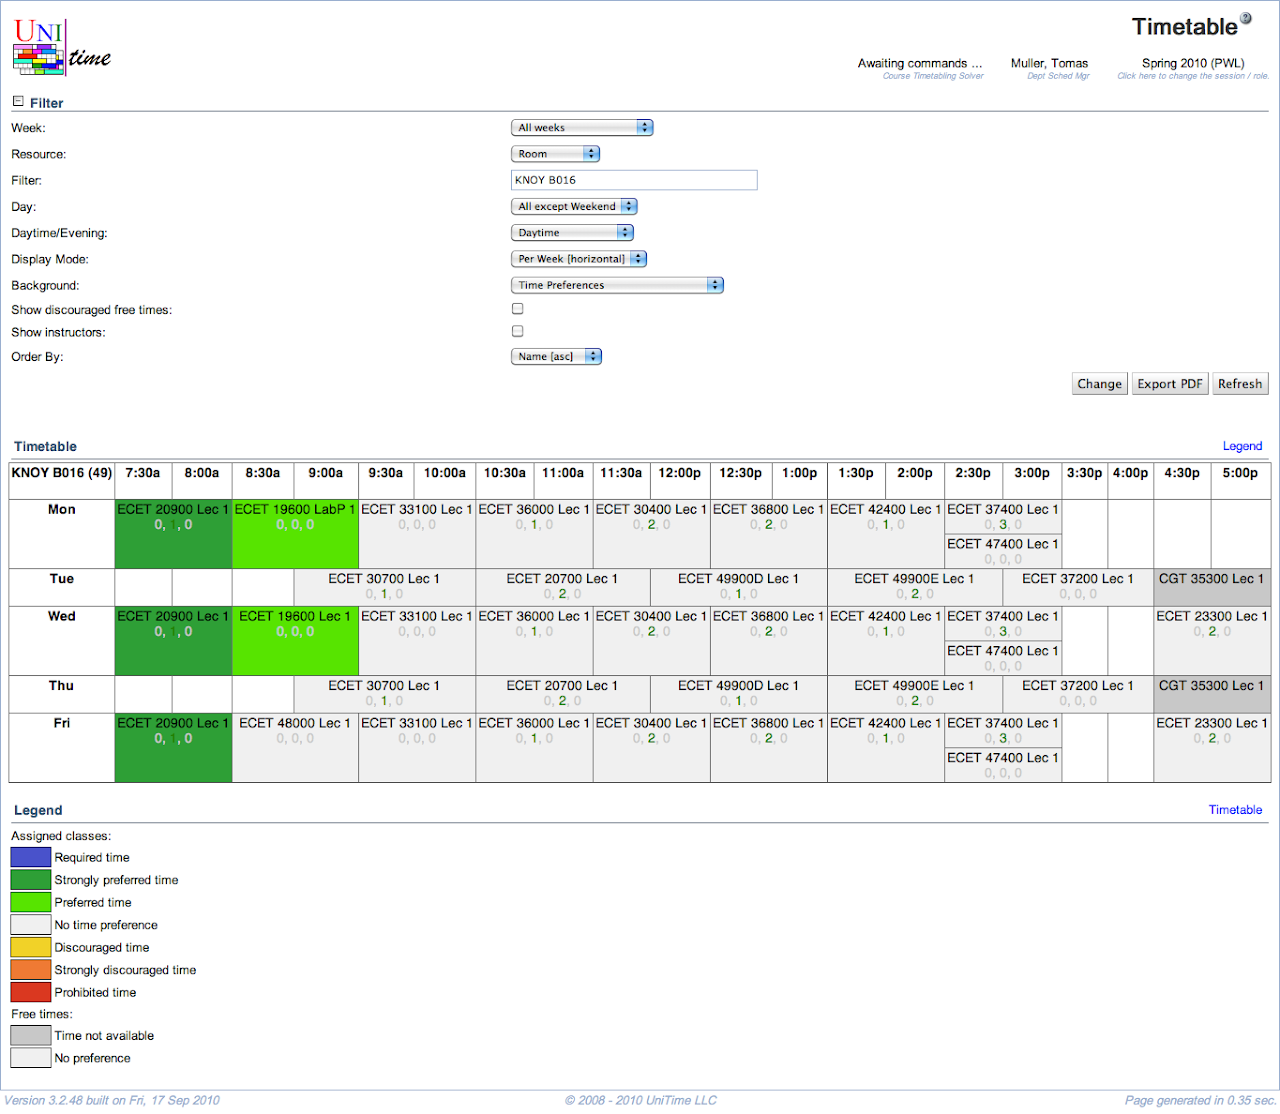 UNI
time
Timetable
Awaiting commands ... Muller, Tomas Spring 2010 (PWL)
Course Timetabling Solver Dept Sched Mgr Click here to change the session / role.
Filter
Week: All weeks
Resource: Room
Filter: KNOY B016
Day: All except Weekend
Daytime/Evening: Daytime
Display Mode: Per Week [horizontal]
Background: Time Preferences
Show discouraged free times:
Show instructors:
Order By: Name [asc]
Change Export PDF Refresh
Timetable Legend
KNOY B016 (49) 7:30a 8:00a 8:30a 9:00a 9:30a 10:00a 10:30a 11:00a 11:30a 12:00p 12:30p 1:00p 1:30p 2:00p 2:30p 3:00p 3:30p 4:00p 4:30p 5:00p
Mon ECET 20900 Lec 1 ECET 19600 LabP 1 ECET 33100 Lec 1 ECET 36000 Lec 1 ECET 30400 Lec 1 ECET 36800 Lec 1 ECET 42400 Lec 1 ECET 37400 Lec 1
0, 1, 0 0, 0, 0 0, 0, 0 0, 1, 0 0, 2, 0 0, 2, 0 0, 1, 0 0, 3, 0
ECET 47400 Lec 1
0, 0, 0
Tue ECET 30700 Lec 1 ECET 20700 Lec 1 ECET 49900D Lec 1 ECET 49900E Lec 1 ECET 37200 Lec 1 CGT 35300 Lec 1
0, 1, 0 0, 2, 0 0, 1, 0 0, 2, 0 0, 0, 0
Wed ECET 20900 Lec 1 ECET 19600 Lec 1 ECET 33100 Lec 1 ECET 36000 Lec 1 ECET 30400 Lec 1 ECET 36800 Lec 1 ECET 42400 Lec 1 ECET 37400 Lec 1 ECET 23300 Lec 1
0, 1, 0 0, 0, 0 0, 0, 0 0, 1, 0 0, 2, 0 0, 2, 0 0, 1, 0 0, 3, 0 0, 2, 0
ECET 47400 Lec 1
0, 0, 0
Thu ECET 30700 Lec 1 ECET 20700 Lec 1 ECET 49900D Lec 1 ECET 49900E Lec 1 ECET 37200 Lec 1 CGT 35300 Lec 1
0, 1, 0 0, 2, 0 0, 1, 0 0, 2, 0 0, 0, 0
Fri ECET 20900 Lec 1 ECET 48000 Lec 1 ECET 33100 Lec 1 ECET 36000 Lec 1 ECET 30400 Lec 1 ECET 36800 Lec 1 ECET 42400 Lec 1 ECET 37400 Lec 1 ECET 23300 Lec 1
0, 1, 0 0, 0, 0 0, 0, 0 0, 1, 0 0, 2, 0 0, 2, 0 0, 1, 0 0, 3, 0 0, 2, 0
ECET 47400 Lec 1
0, 0, 0
Legend Timetable
Assigned classes:
Required time
Strongly preferred time
Preferred time
No time preference
Discouraged time
Strongly discouraged time
Prohibited time
Free times:
Time not available
No preference
Version 3.2.48 built on Fri, 17 Sep 2010 © 2008 - 2010 UniTime LLC Page generated in 0.35 sec.